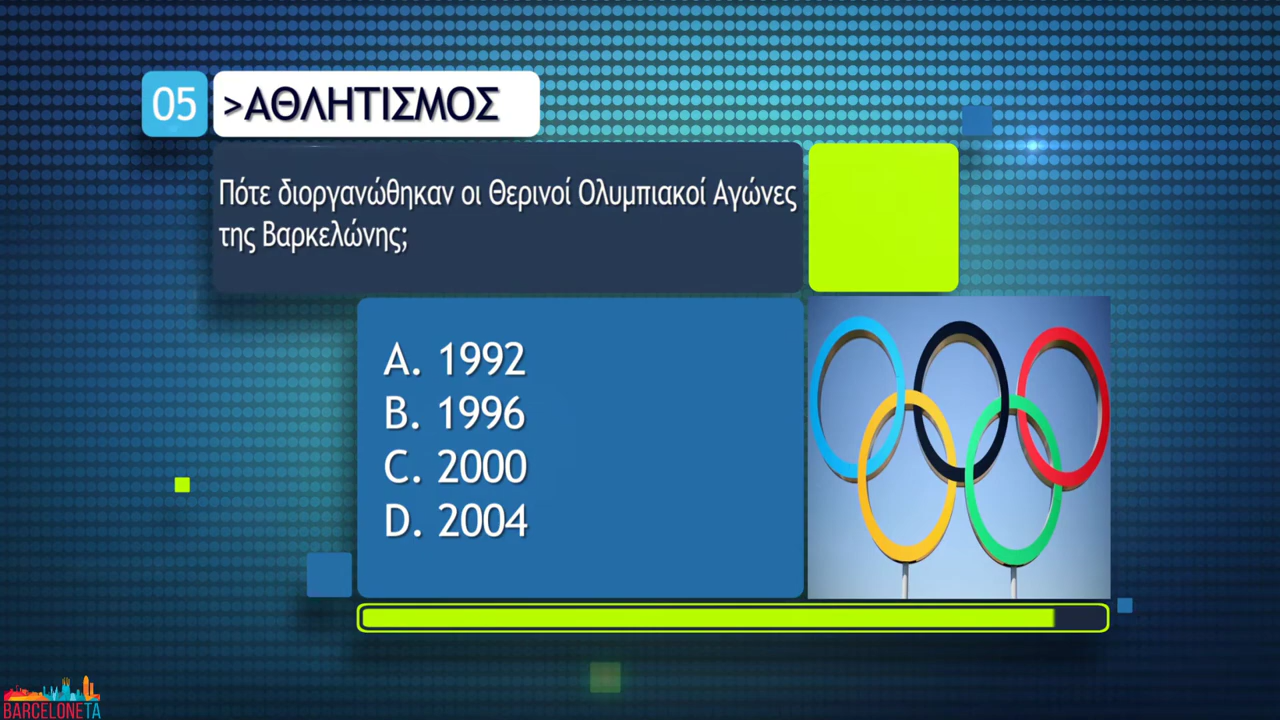 05 >ΑΘΛΗΤΙΣΜΟΣ
Πότε διοργανώθηκαν οι Θερινοί Ολυμπιακοί Αγώνες
της Βαρκελώνης;
A. 1992
B. 1996
C. 2000
D. 2004
BARCELONETA